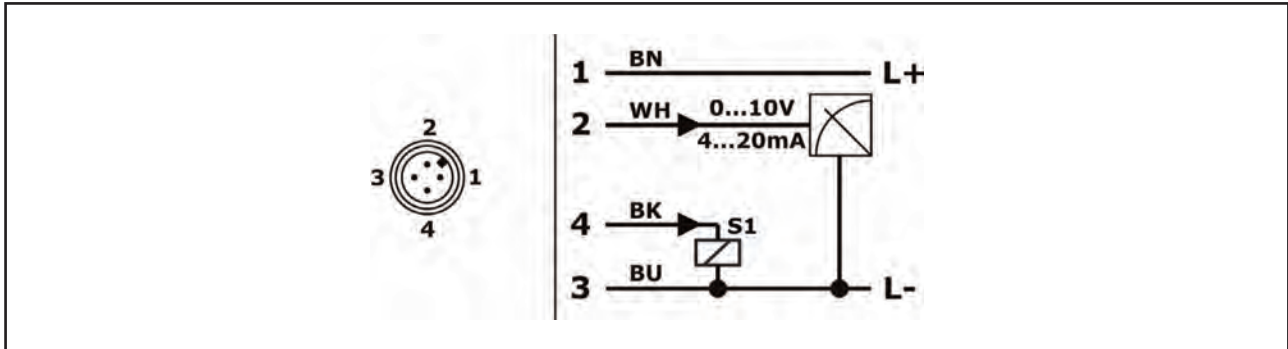 2
3
1
4
1 BN L+
2 WH 0...10V
4...20mA
4 BK S1
3 BU L-